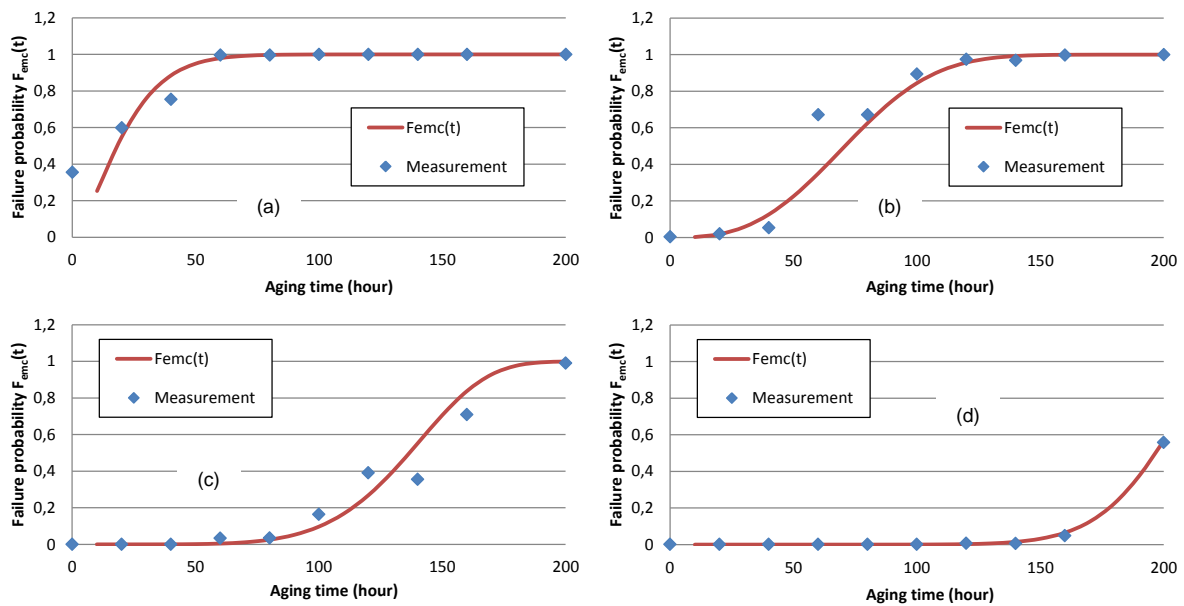 Failure probability Femc(t)
1,2
1
0,8
0,6
0,4
0,2
0
Femc(t)
Measurement
(a)
0 50 100 150 200
Aging time (hour)
Failure probability Femc(t)
1,2
1
0,8
0,6
0,4
0,2
0
Femc(t)
Measurement
(b)
0 50 100 150 200
Aging time (hour)
Failure probability Femc(t)
1,2
1
0,8
0,6
0,4
0,2
0
Femc(t)
Measurement
(c)
0 50 100 150 200
Aging time (hour)
Failure probability Femc(t)
1,2
1
0,8
0,6
0,4
0,2
0
Femc(t)
Measurement
(d)
0 50 100 150 200
Aging time (hour)